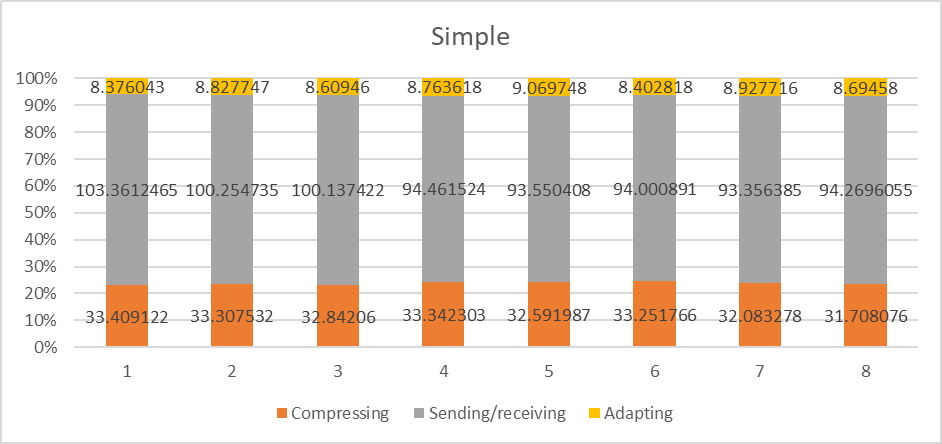 Simple
100%
90%
80%
70%
60%
50%
40%
30%
20%
10%
0%
8.376043 8.827747 8.60946 8.763618 9.069748 8.402818 8.927716 8.69458
103.3612465 100.254735 100.137422 94.461524 93.550408 94.000891 93.356385 94.2696055
33.409122 33.307532 32.84206 33.342303 32.591987 33.251766 32.083278 31.708076
1 2 3 4 5 6 7 8
Compressing Sending/receiving Adapting